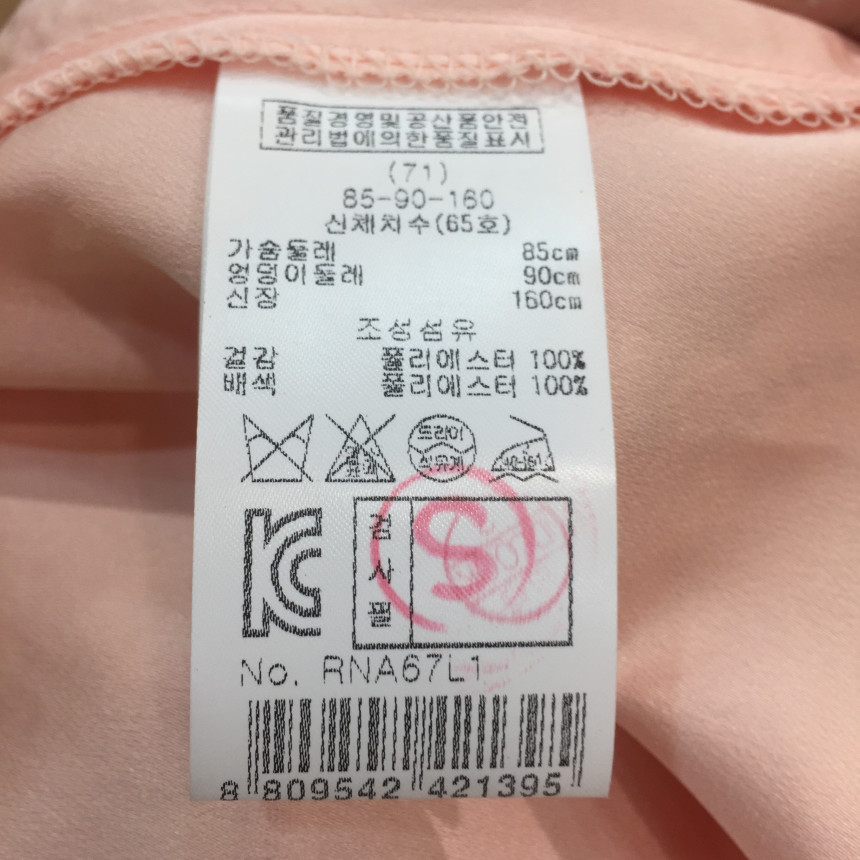 품질경영및공산품안전
관리법에의한품질표시
(71)
85-90-160
신체치수(65호)
가슴둘레 85cm
엉덩이둘레 90cm
신장 160cm
조성섬유
겉감 폴리에스터 100%
배색 폴리에스터 100%
드라이
석유계
검사필
S
No. RNA67L1
8 809542 421395